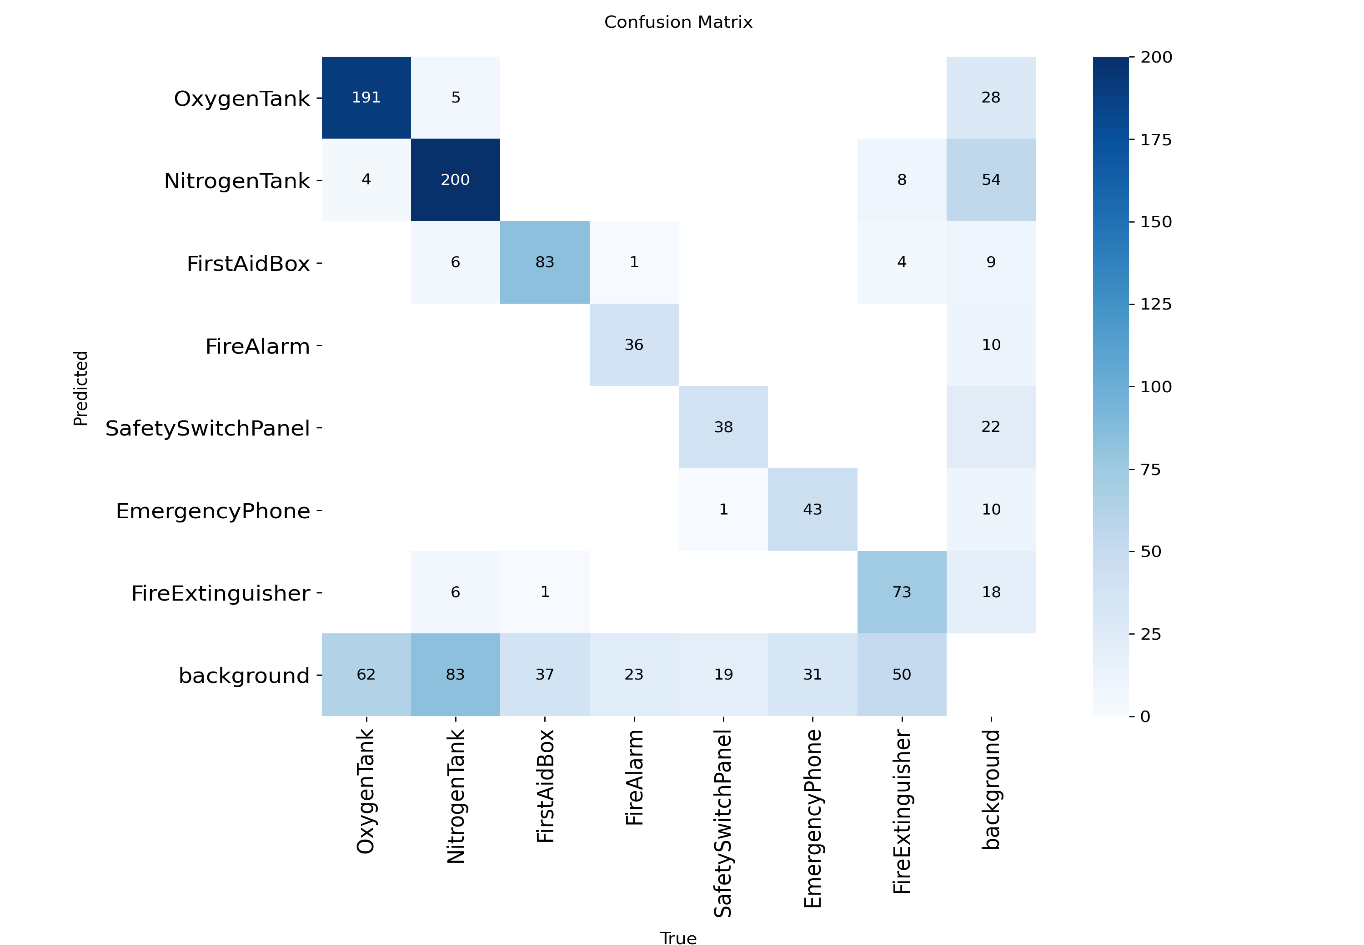 Confusion Matrix
OxygenTank 191 5 28
NitrogenTank 4 200 8 54
FirstAidBox 6 83 1 4 9
FireAlarm 36 10
SafetySwitchPanel 38 22
EmergencyPhone 1 43 10
FireExtinguisher 6 1 73 18
background 62 83 37 23 19 31 50
Predicted
OxygenTank
NitrogenTank
FirstAidBox
FireAlarm
SafetySwitchPanel
EmergencyPhone
FireExtinguisher
background
True
200
175
150
125
100
75
50
25
0